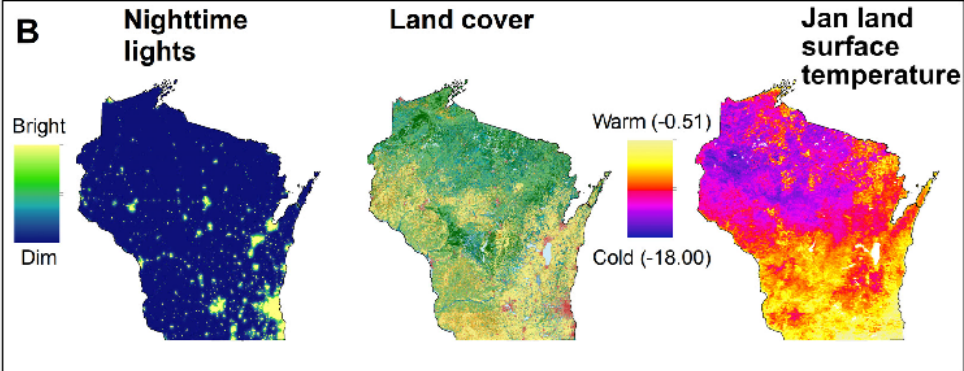 B
Nighttime
lights
Land cover
Jan land
surface
temperature
Bright
Dim
Warm (-0.51)
Cold (-18.00)